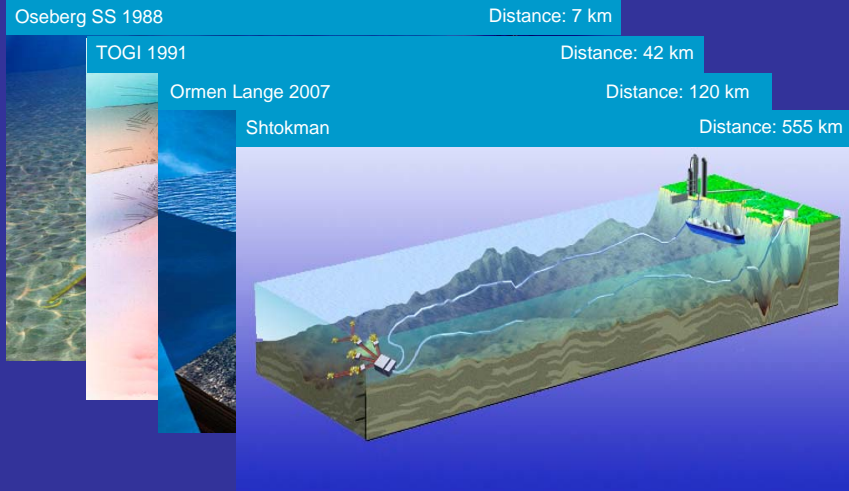 Oseberg SS 1988 Distance: 7 km
TOGI 1991 Distance: 42 km
Ormen Lange 2007 Distance: 120 km
Shtokman Distance: 555 km